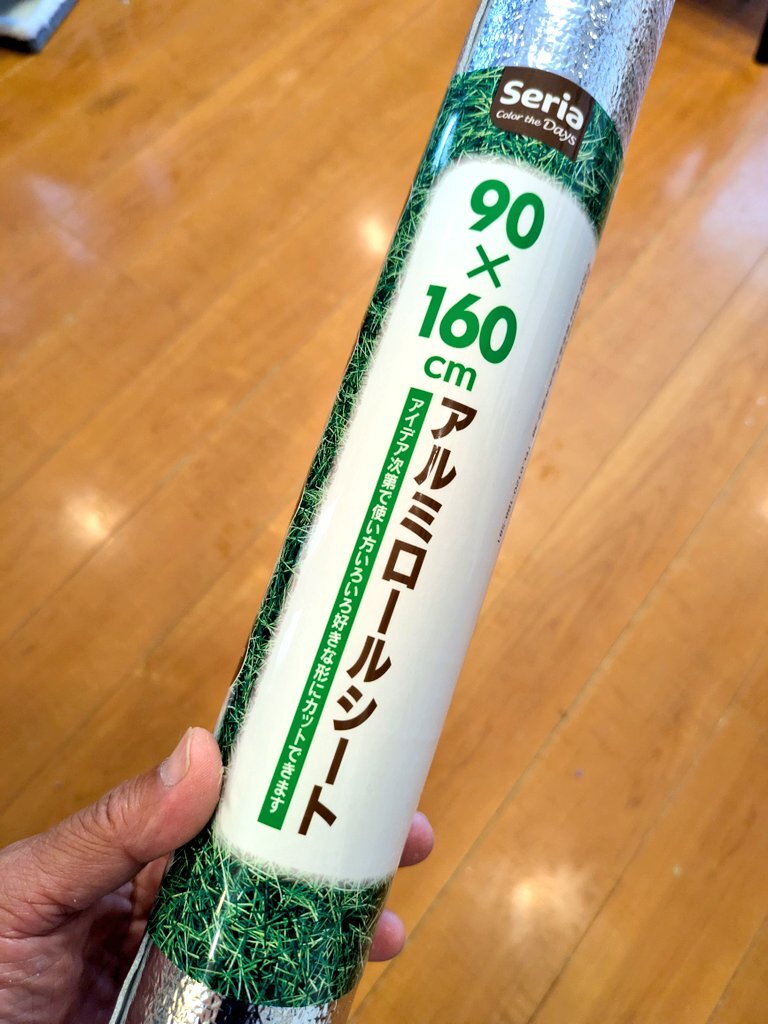 Seria
Color the Days
90
×
160
cm
アルミロールシート
アイデア次第で使い方いろいろ好きな形にカットできます